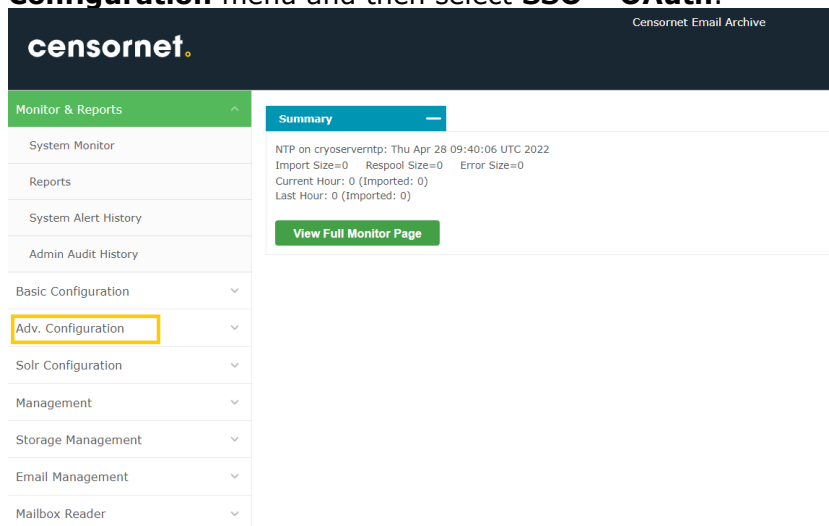 Configuration menu and then select SSO – OAuth.
Censornet Email Archive
censornet.
Monitor & Reports
System Monitor
Reports
System Alert History
Admin Audit History
Basic Configuration
Adv. Configuration
Solr Configuration
Management
Storage Management
Email Management
Mailbox Reader
Summary
NTP on cryoserverntp: Thu Apr 28 09:40:06 UTC 2022
Import Size=0 Respool Size=0 Error Size=0
Current Hour: 0 (Imported: 0)
Last Hour: 0 (Imported: 0)
View Full Monitor Page